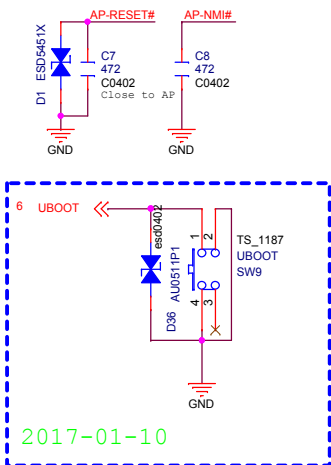 AP-RESET#
AP-NMI#
D1 ESD5451X
C7
472
C0402
Close to AP
C8
472
C0402
GND
GND
6 UBOOT
esd0402
1
2
TS_1187
UBOOT
SW9
AU0511P1
D36
4
3
GND
2017-01-10